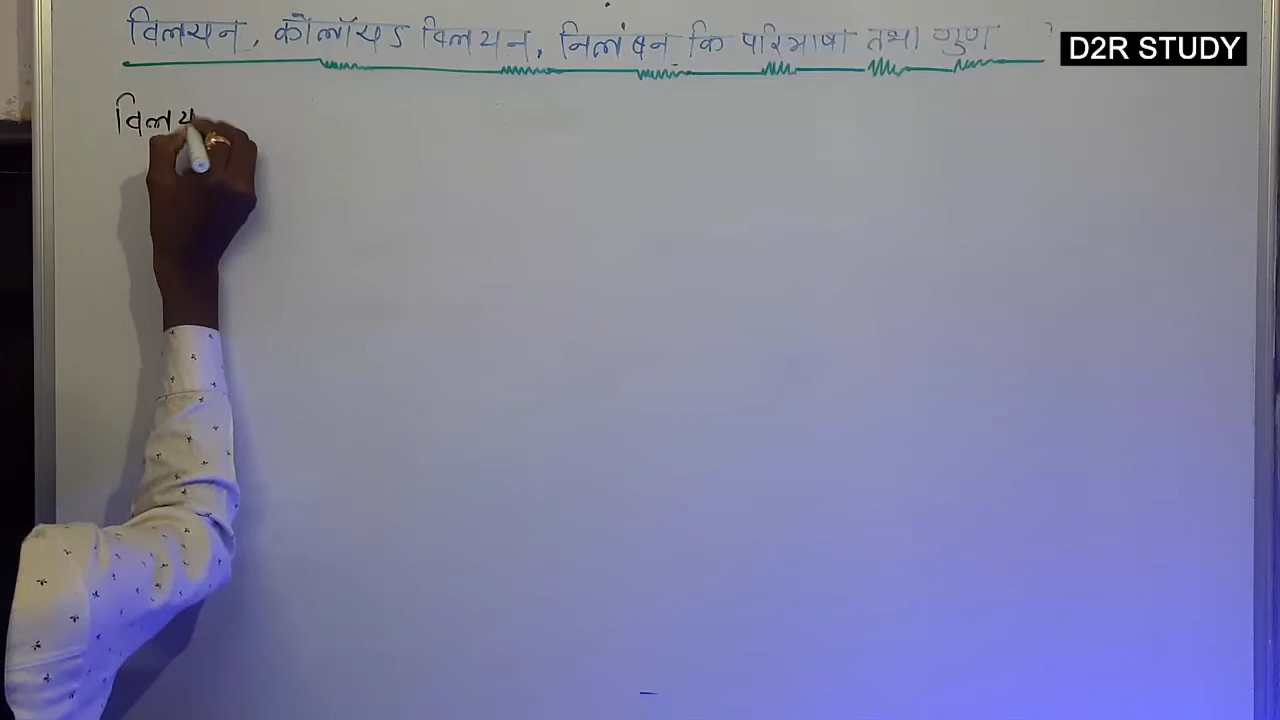 विलयन, कोलॉयड विलयन, निलंबन कि परिभाषा तथा गुण
D2R STUDY
विलय